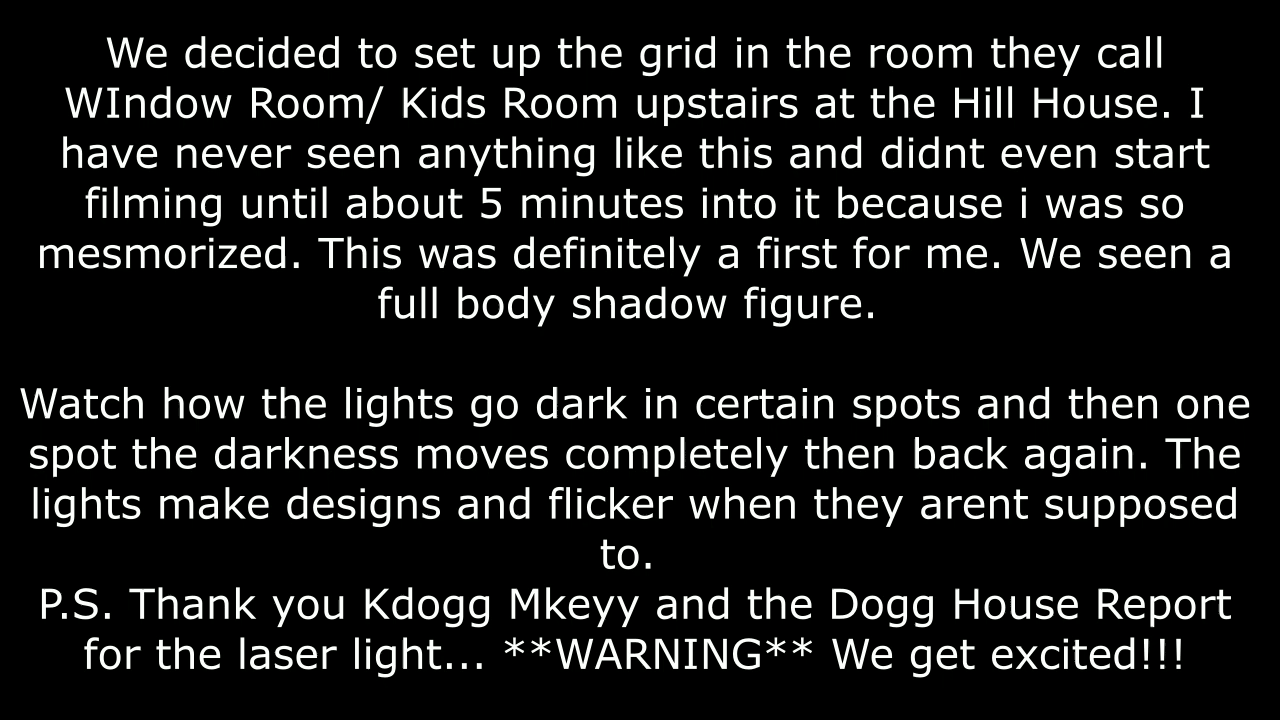 We decided to set up the grid in the room they call
WIndow Room/ Kids Room upstairs at the Hill House. I
have never seen anything like this and didnt even start
filming until about 5 minutes into it because i was so
mesmorized. This was definitely a first for me. We seen a
full body shadow figure.
Watch how the lights go dark in certain spots and then one
spot the darkness moves completely then back again. The
lights make designs and flicker when they arent supposed
to.
P.S. Thank you Kdogg Mkeyy and the Dogg House Report
for the laser light... **WARNING** We get excited!!!